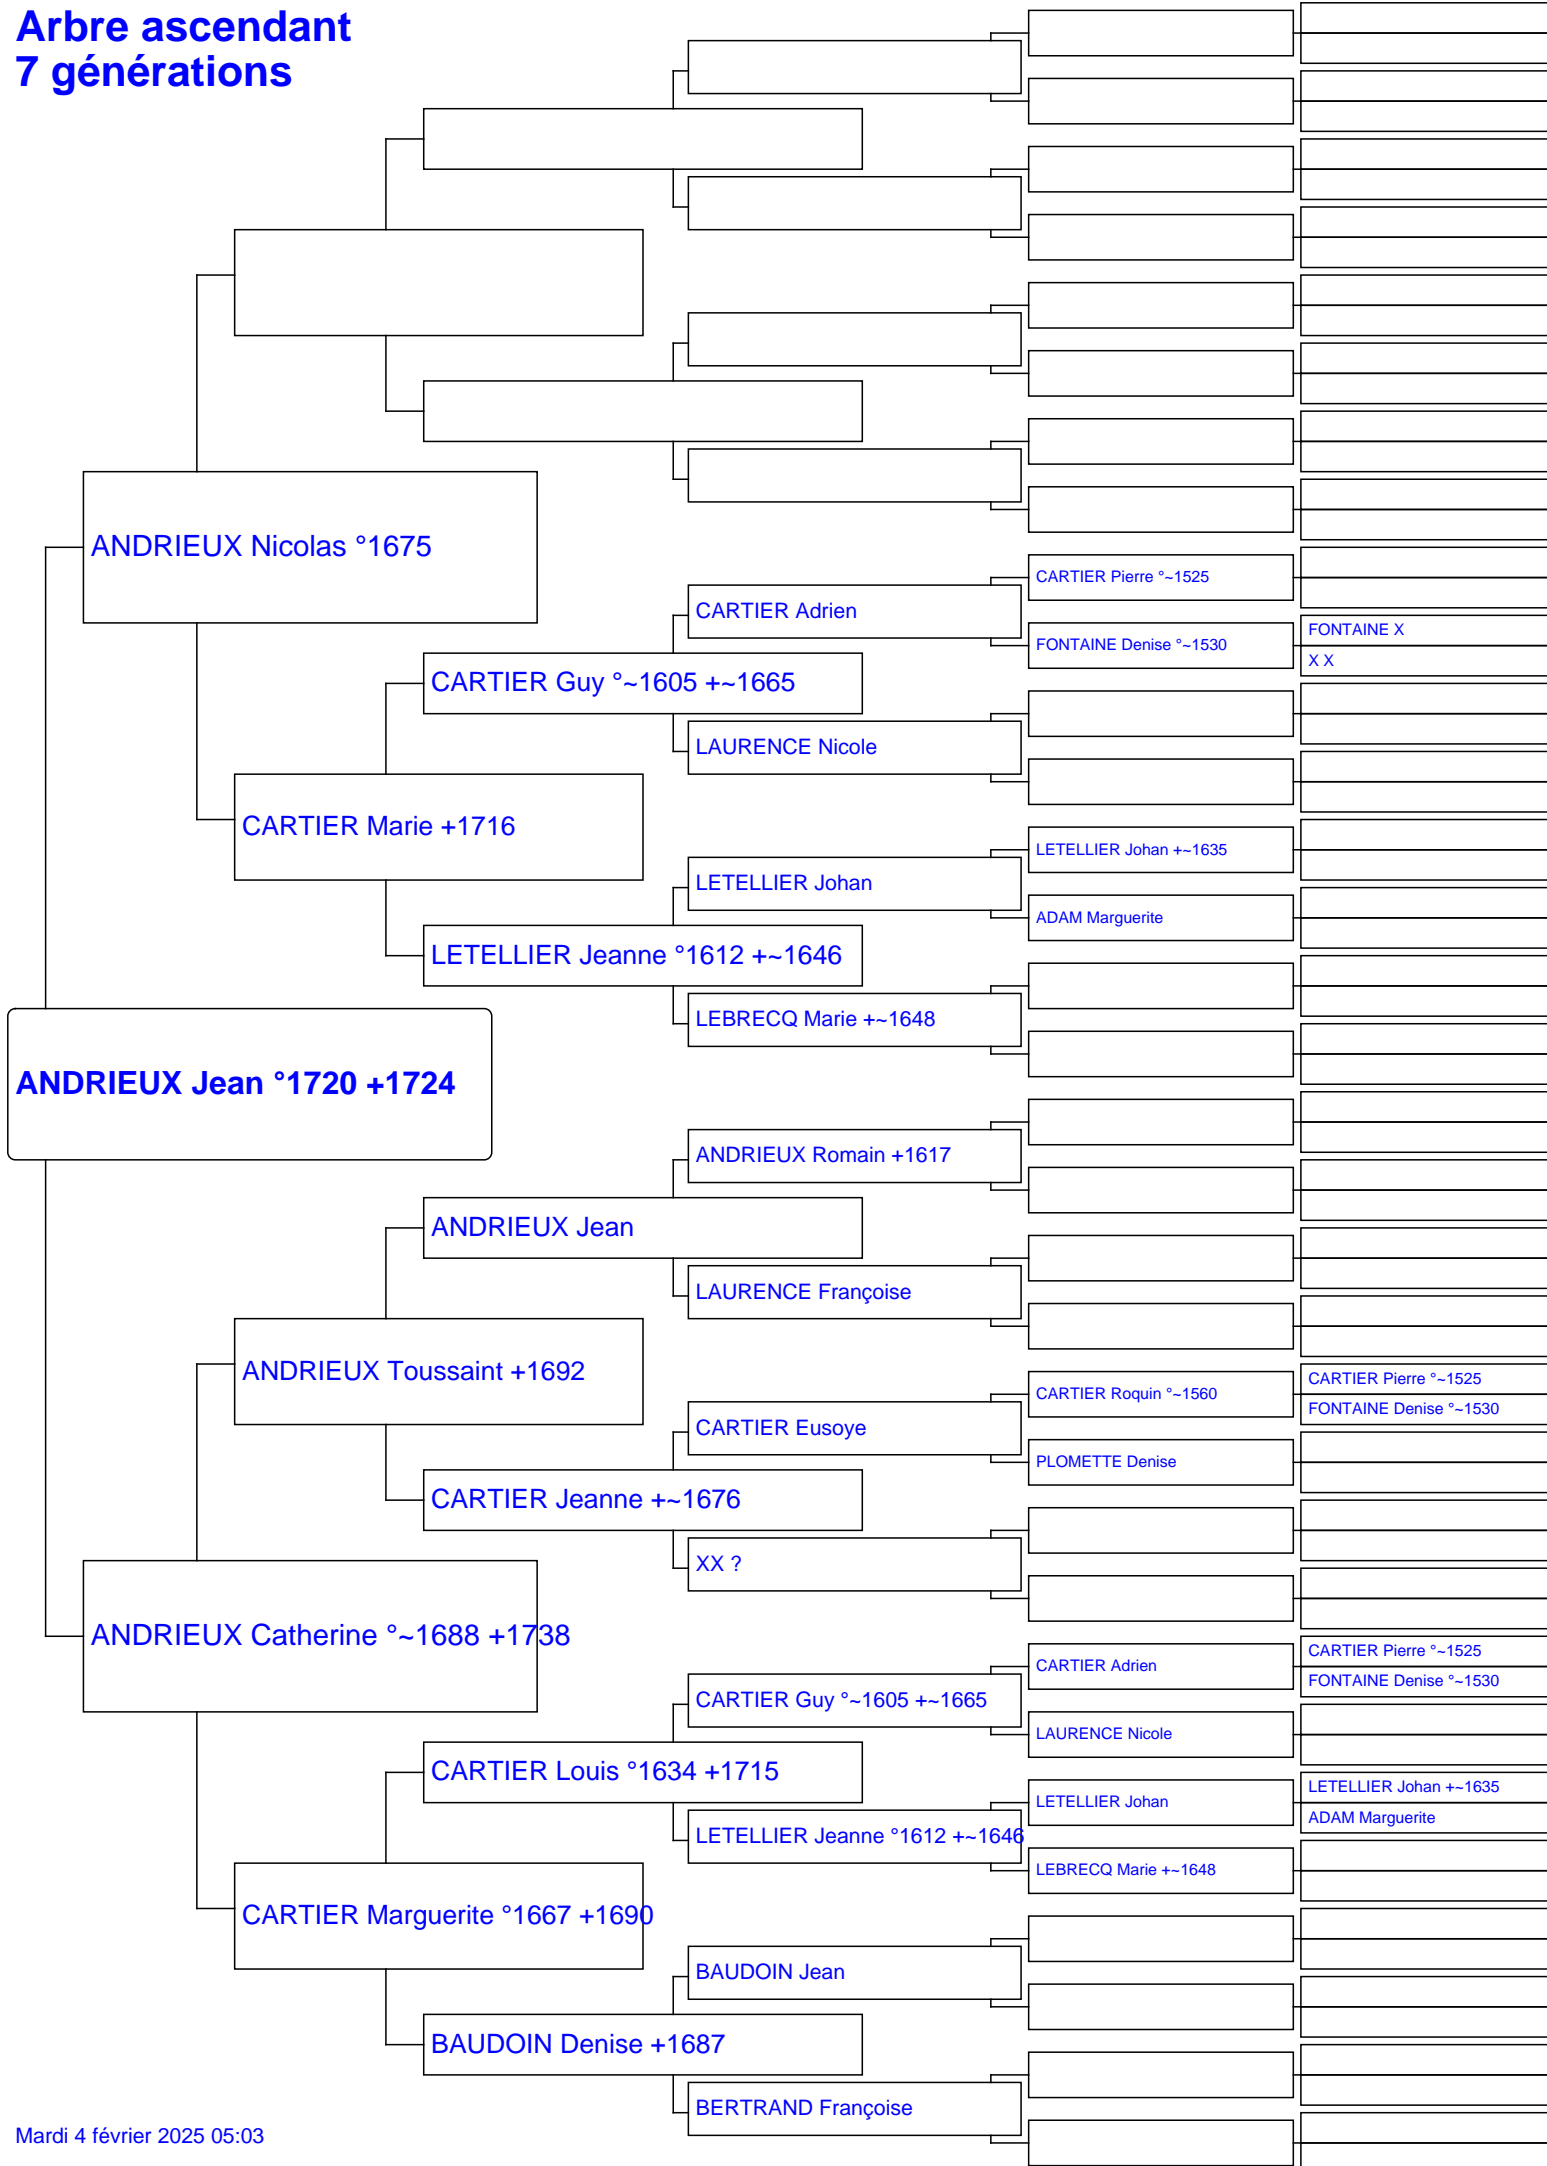 Arbre ascendant
7 générations
ANDRIEUX Nicolas °1675
CARTIER Pierre °~1525
CARTIER Adrien
FONTAINE X
FONTAINE Denise °~1530
X X
CARTIER Guy °~1605 +~1665
LAURENCE Nicole
CARTIER Marie +1716
LETELLIER Johan +~1635
LETELLIER Johan
ADAM Marguerite
LETELLIER Jeanne °1612 +~1646
LEBRECQ Marie +~1648
ANDRIEUX Jean °1720 +1724
ANDRIEUX Romain +1617
ANDRIEUX Jean
LAURENCE Françoise
ANDRIEUX Toussaint +1692
CARTIER Pierre °~1525
CARTIER Roquin °~1560
FONTAINE Denise °~1530
CARTIER Eusoye
PLOMETTE Denise
CARTIER Jeanne +~1676
XX ?
ANDRIEUX Catherine °~1688 +1738
CARTIER Pierre °~1525
CARTIER Adrien
FONTAINE Denise °~1530
CARTIER Guy °~1605 +~1665
LAURENCE Nicole
CARTIER Louis °1634 +1715
LETELLIER Johan +~1635
LETELLIER Johan
ADAM Marguerite
LETELLIER Jeanne °1612 +~1646
LEBRECQ Marie +~1648
CARTIER Marguerite °1667 +1690
BAUDOIN Jean
BAUDOIN Denise +1687
BERTRAND Françoise
Mardi 4 février 2025 05:03